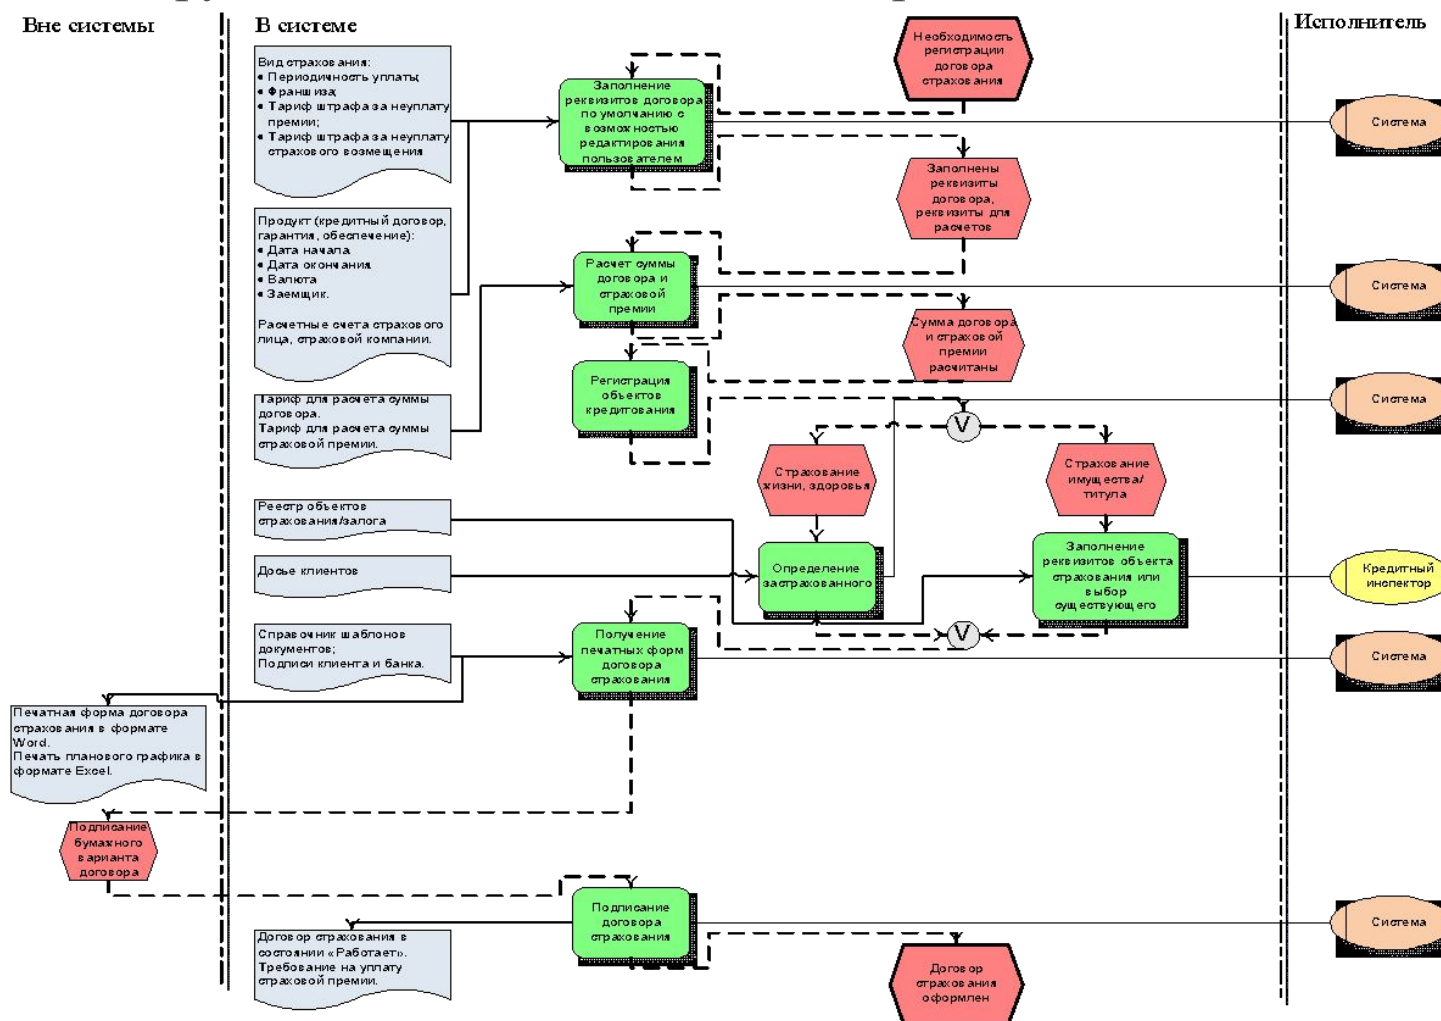 Вне системы
В системе
Исполнитель
Вид страхования:
• Периодичность уплаты;
• Франшиза;
• Тариф штрафа за неуплату
премии;
• Тариф штрафа за неуплату
страхового возмещения
Заполнение
реквизитов договора
по умолчанию с
возможностью
редактирования
пользователем
Необходимость
регистрации
договора
страхования
Система
Заполнены
реквизиты
договора,
реквизиты для
расчетов
Продукт (кредитный договор,
гарантия, обеспечение):
• Дата начала
• Дата окончания
• Валюта
• Заемщик.
Расчетные счета страхового
лица, страховой компании.
Расчет суммы
договора и
страховой
премии
Система
Сумма договора
и страховой
премии
расчитаны
Тариф для расчета суммы
договора.
Тариф для расчета суммы
страховой премии.
Регистрация
объектов
кредитования
Система
V
Страхование
жизни, здоровья
Страхование
имущества/
титула
Реестр объектов
страхования/залога
Досье клиентов
Определение
застрахованного
Заполнение
реквизитов объекта
страхования или
выбор
существующего
Кредитный
инспектор
V
Справочник шаблонов
документов;
Подписи клиента и банка.
Получение
печатных форм
договора
страхования
Система
Печатная форма договора
страхования в формате
Word.
Печать планового графика в
формате Excel.
Подписание
бумажного
варианта
договора
Подписание
договора
страхования
Система
Договор страхования в
состоянии «Работает».
Требование на уплату
страховой премии.
Договор
страхования
оформлен